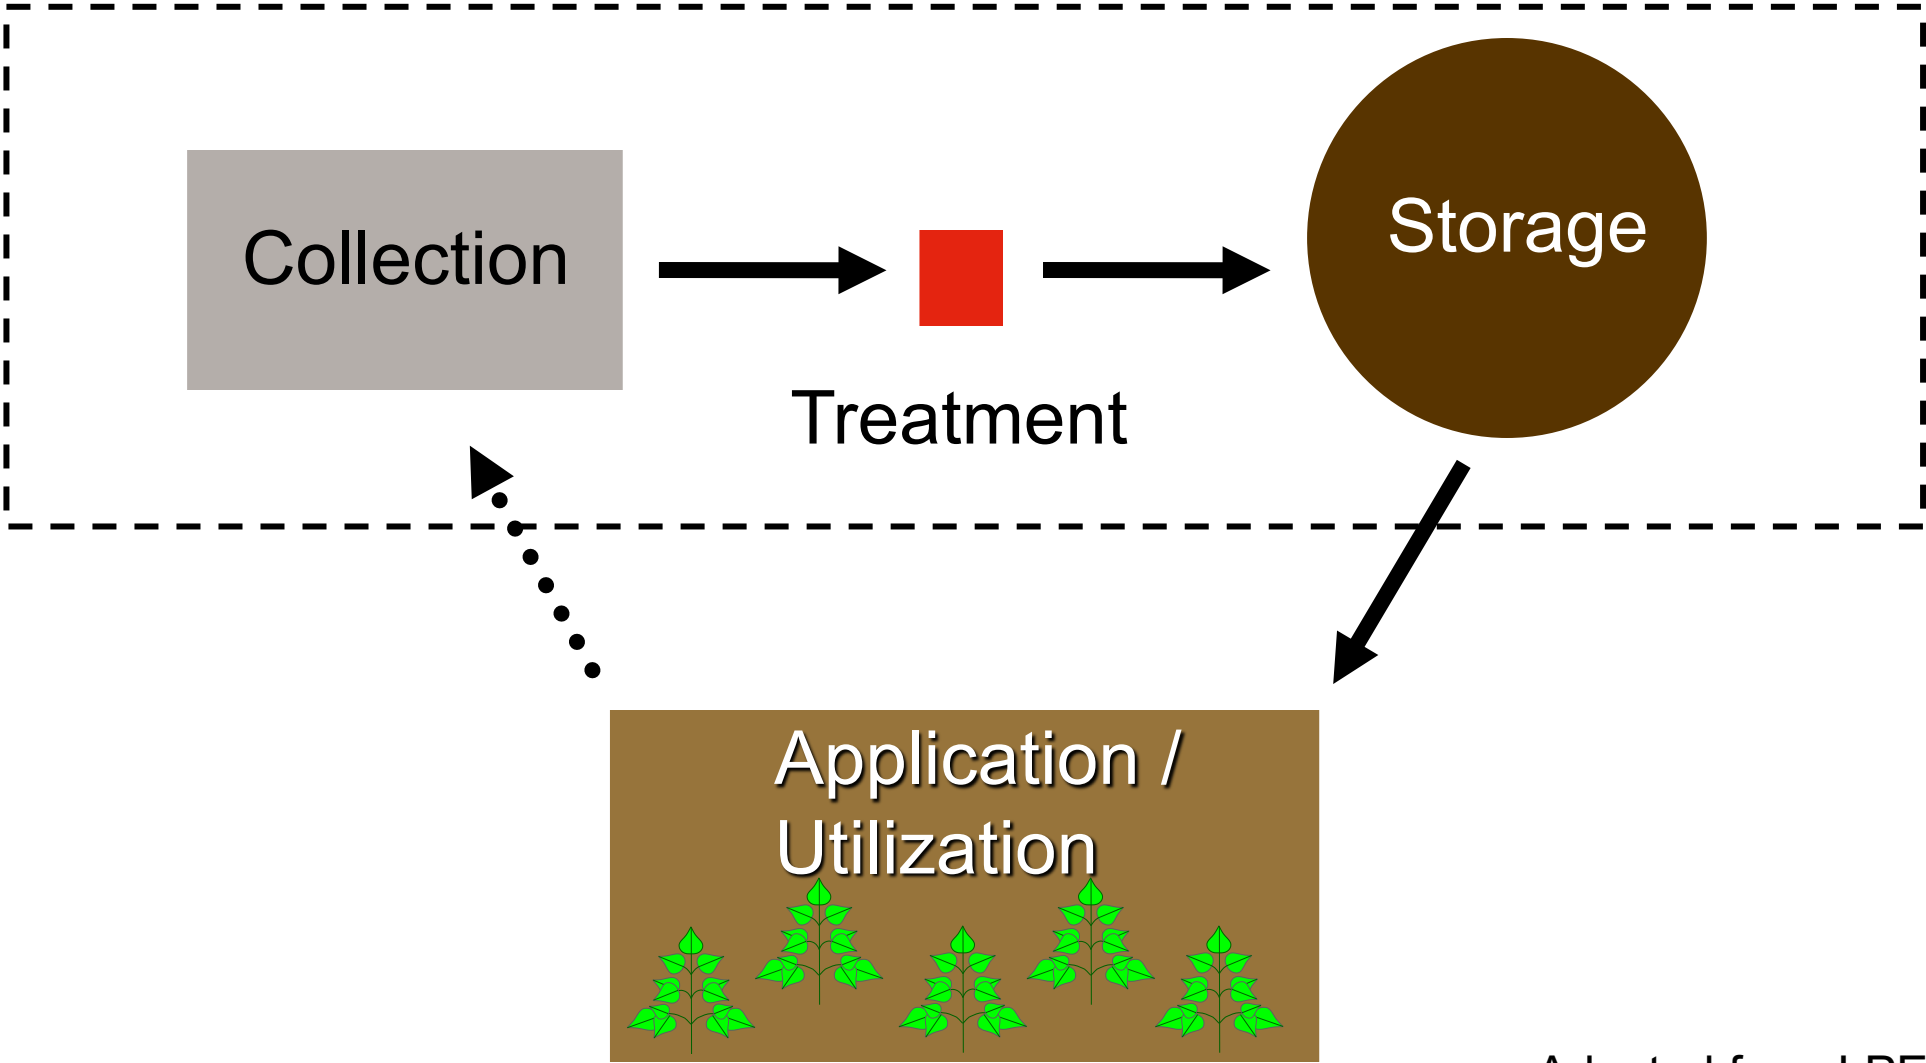 Collection
Storage
Treatment
Application /
Utilization